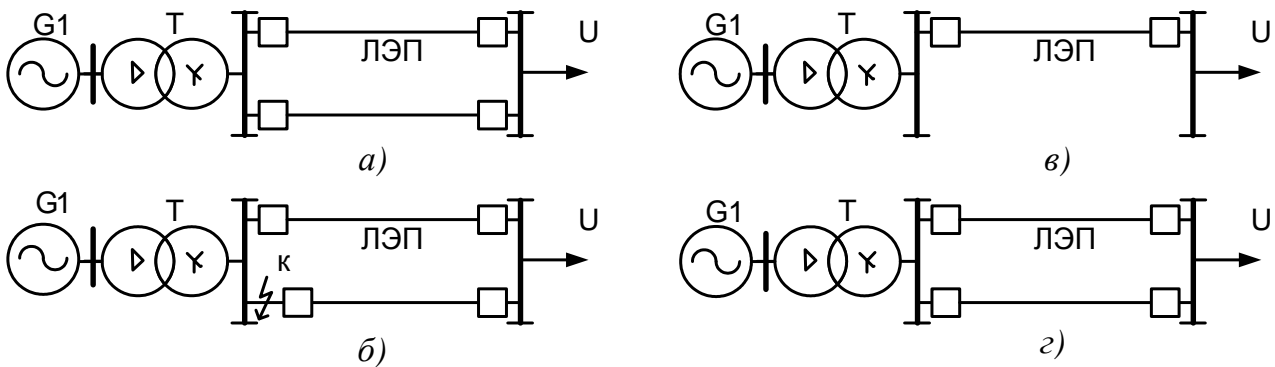 G1 T ЛЭП U
а)
G1 T ЛЭП U
в)
G1 T к ЛЭП U
б)
G1 T ЛЭП U
г)